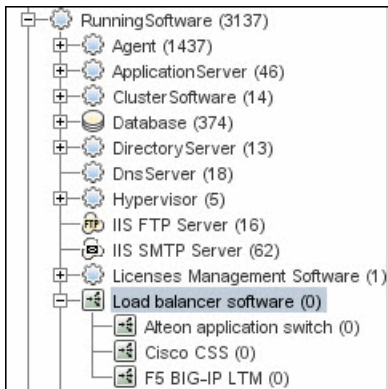 RunningSoftware (3137)
Agent (1437)
ApplicationServer (46)
ClusterSoftware (14)
Database (374)
DirectoryServer (13)
DnsServer (18)
Hypervisor (5)
FTP IIS FTP Server (16)
IIS SMTP Server (62)
Licenses Management Software (1)
Load balancer software (0)
Alteon application switch (0)
Cisco CSS (0)
F5 BIG-IP LTM (0)